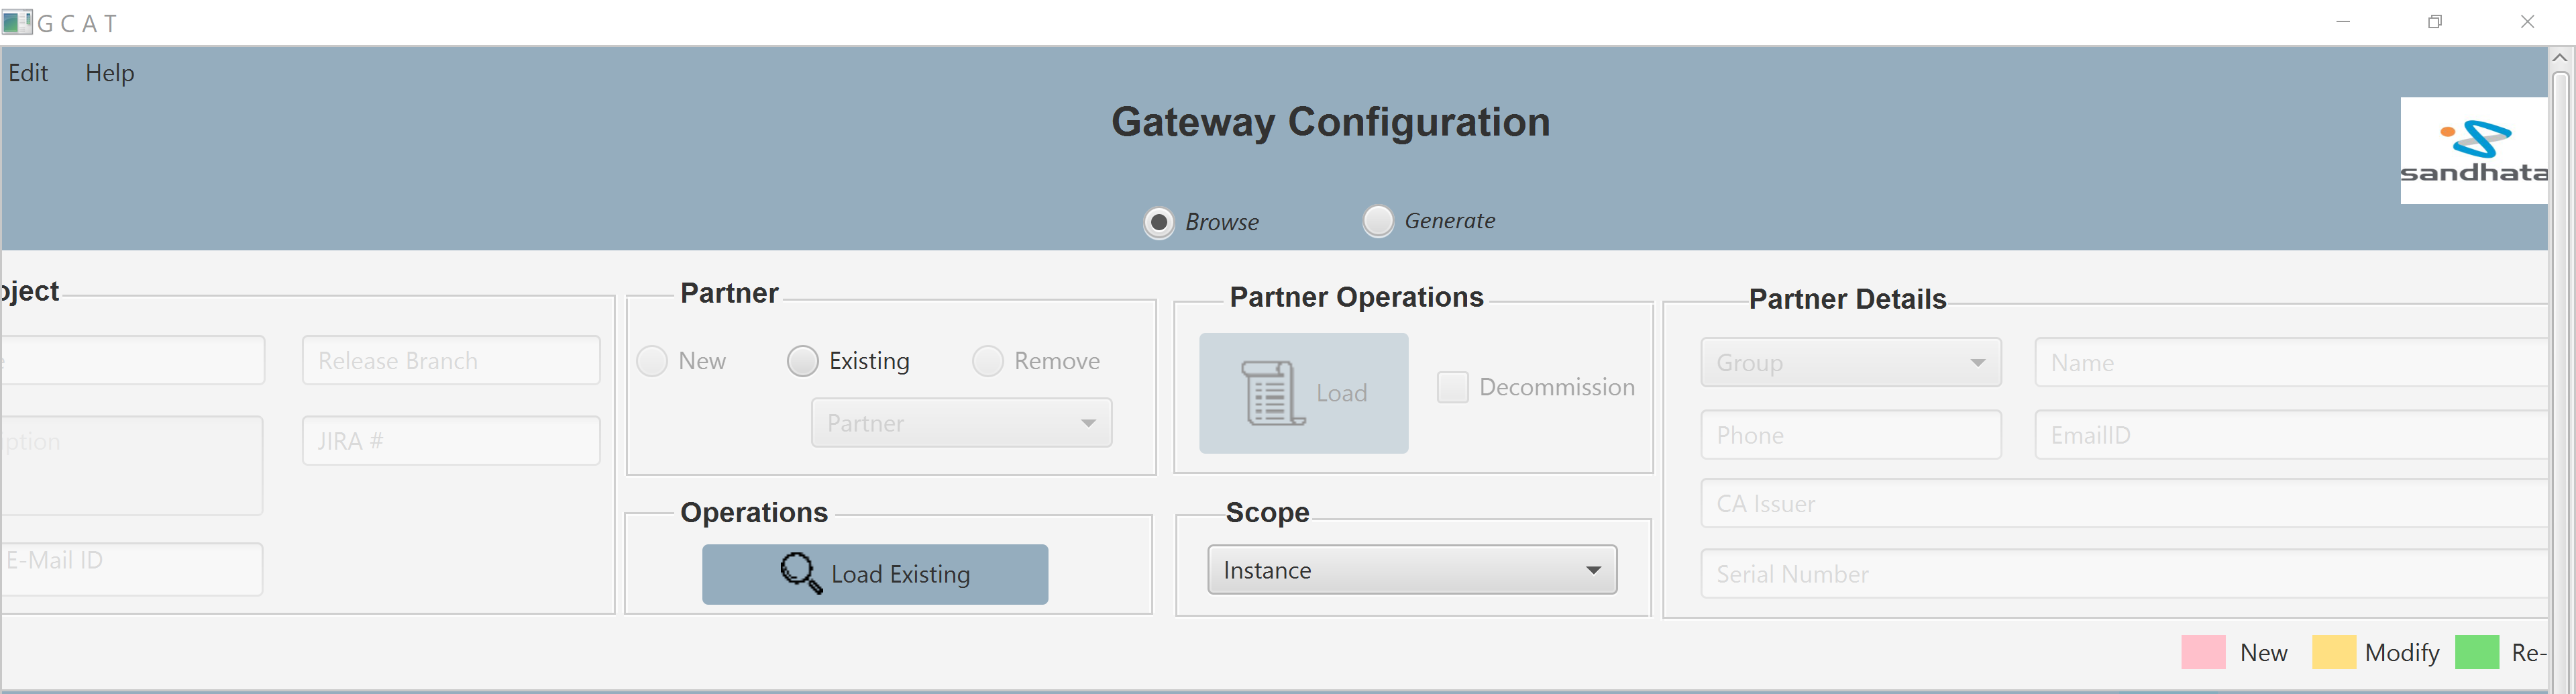 G C A T
Edit Help
Gateway Configuration
sandhata
Browse Generate
oject
Release Branch
iption
JIRA #
E-Mail ID
Partner
New Existing Remove
Partner
Operations
Load Existing
Partner Operations
Load Decommission
Scope
Instance
Partner Details
Group Name
Phone EmailID
CA Issuer
Serial Number
New Modify Re-